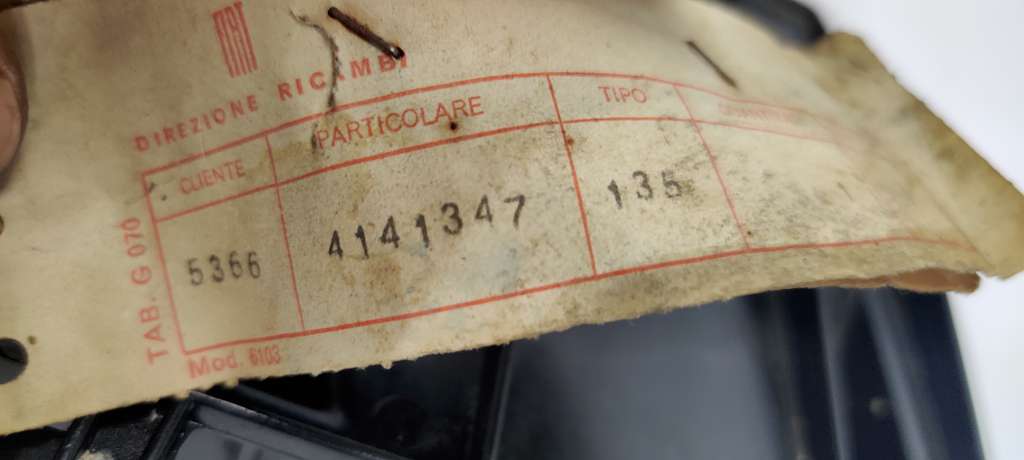 FIAT
DIREZIONE RICAMBI
CLIENTE PARTICOLARE TIPO
5366 4141347 135
TAB. G 070
Mod. 6103